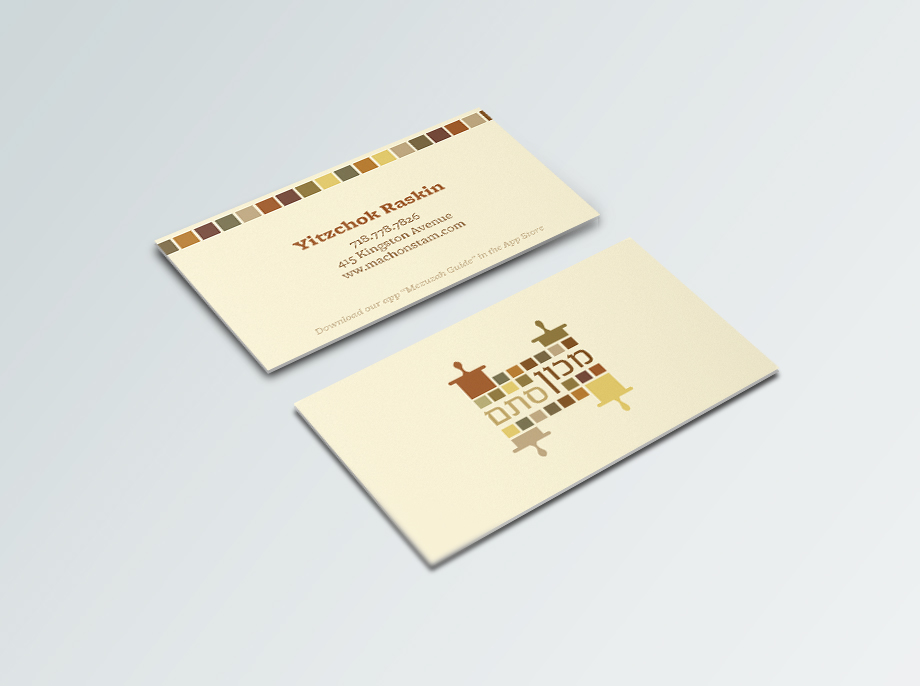 Yitzchok Raskin
718.778.7826
415 Kingston Avenue
www.machonstam.com
Download our app "Mezuzah Guide" in the App Store
מכון
סתם